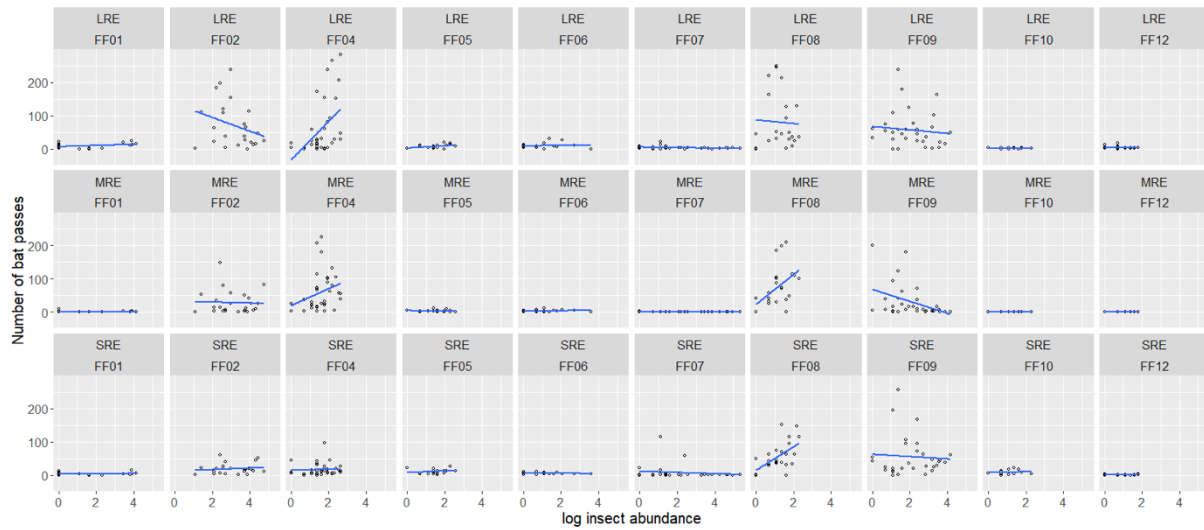 LRE LRE LRE LRE LRE LRE LRE LRE LRE LRE
FF01 FF02 FF04 FF05 FF06 FF07 FF08 FF09 FF10 FF12
200
100
0
MRE MRE MRE MRE MRE MRE MRE MRE MRE MRE
FF01 FF02 FF04 FF05 FF06 FF07 FF08 FF09 FF10 FF12
200
100
0
Number of bat passes
SRE SRE SRE SRE SRE SRE SRE SRE SRE SRE
FF01 FF02 FF04 FF05 FF06 FF07 FF08 FF09 FF10 FF12
200
100
0
0 2 4 0 2 4 0 2 4 0 2 4 0 2 4 0 2 4 0 2 4 0 2 4 0 2 4 0 2 4
log insect abundance